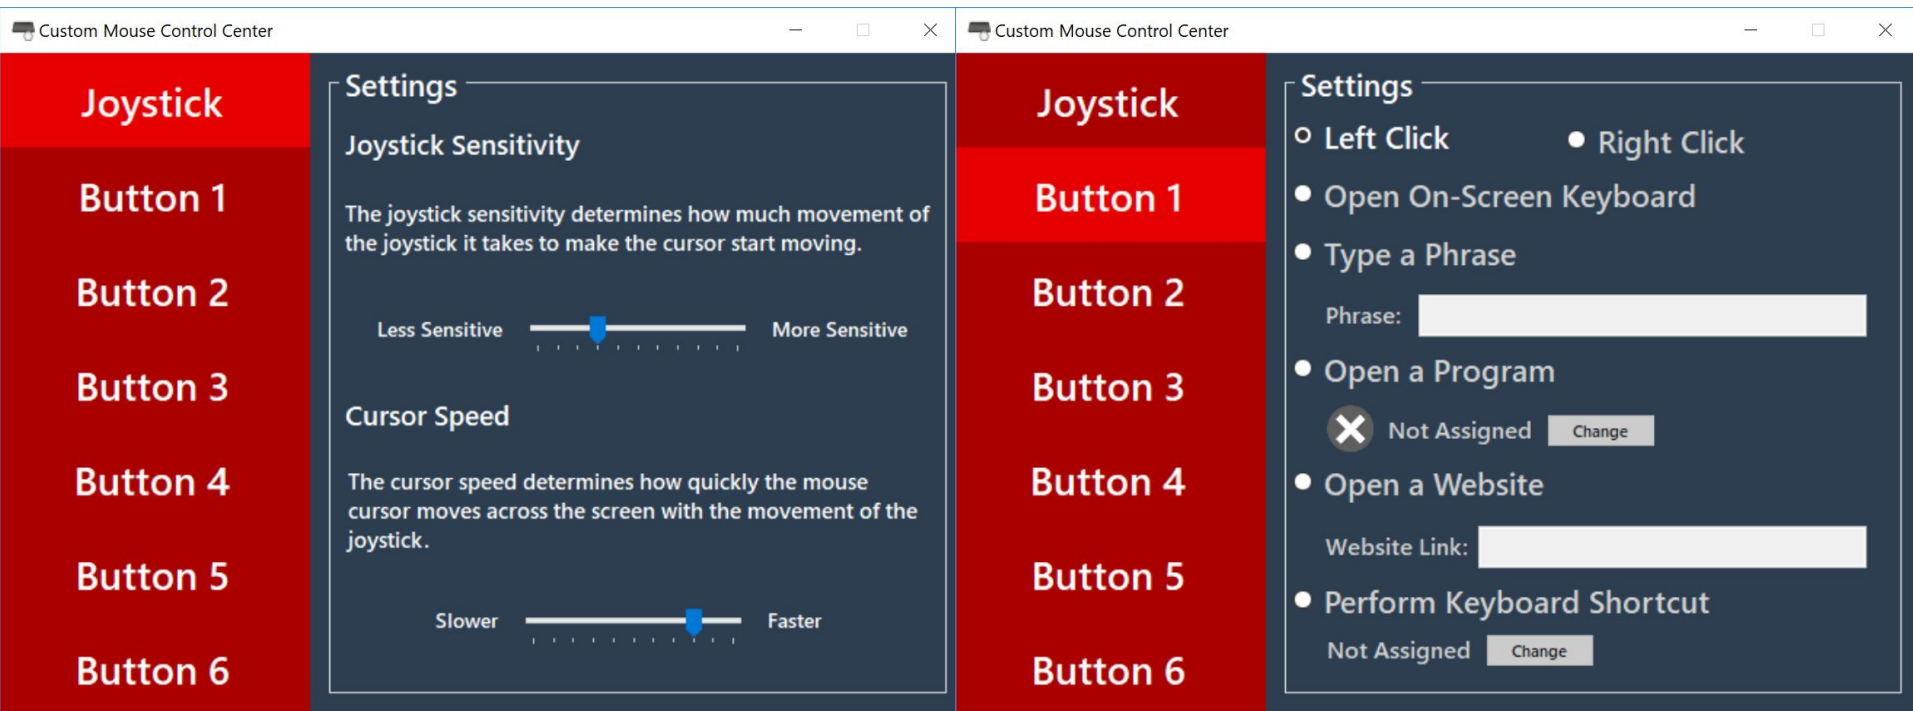 Custom Mouse Control Center
Joystick
Button 1
Button 2
Button 3
Button 4
Button 5
Button 6
Settings
Joystick Sensitivity
The joystick sensitivity determines how much movement of
the joystick it takes to make the cursor start moving.
Less Sensitive More Sensitive
Cursor Speed
The cursor speed determines how quickly the mouse
cursor moves across the screen with the movement of the
joystick.
Slower Faster
Custom Mouse Control Center
Joystick
Button 1
Button 2
Button 3
Button 4
Button 5
Button 6
Settings
Left Click Right Click
Open On-Screen Keyboard
Type a Phrase
Phrase:
Open a Program
Not Assigned Change
Open a Website
Website Link:
Perform Keyboard Shortcut
Not Assigned Change